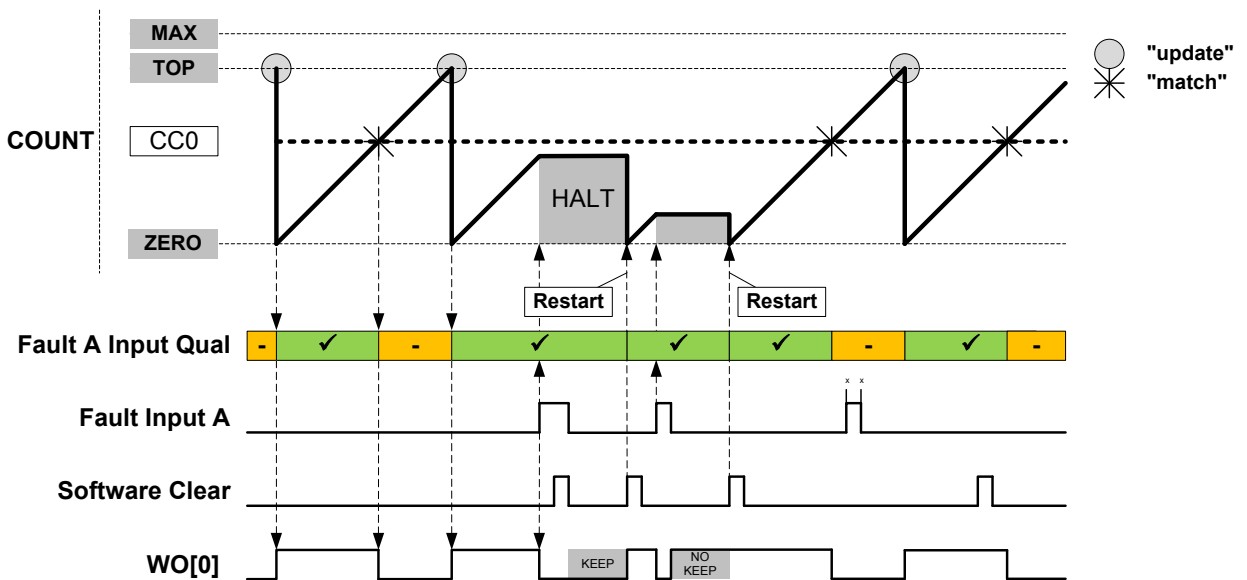 MAX
TOP
"update"
"match"
COUNT
CC0
HALT
ZERO
Restart
Restart
Fault A Input Qual
- ✓ - ✓ ✓ ✓ - ✓ -
x x
Fault Input A
Software Clear
WO[0]
KEEP
NO
KEEP